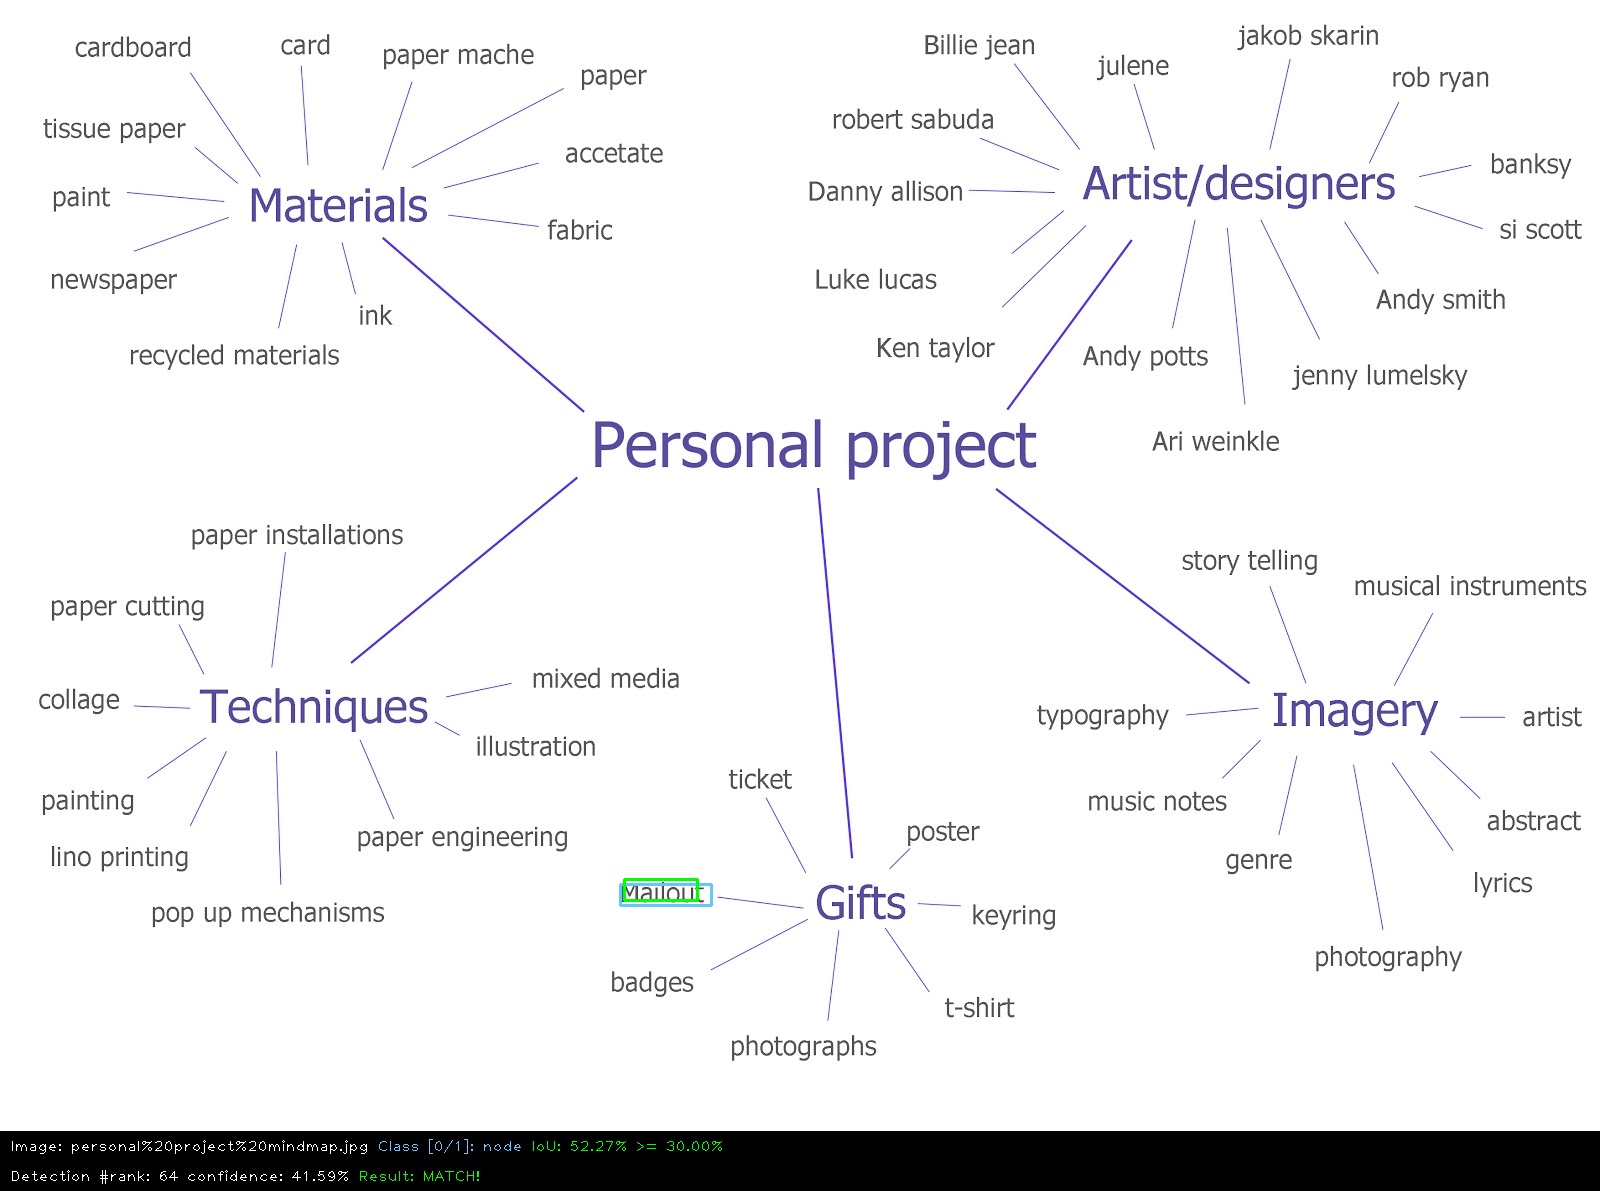 cardboard
card
paper mache
paper
tissue paper
accetate
paint
Materials
fabric
newspaper
ink
recycled materials
Billie jean
julene
jakob skarin
rob ryan
robert sabuda
banksy
Danny allison
Artist/designers
si scott
Luke lucas
Andy smith
Ken taylor
Andy potts
jenny lumelsky
Ari weinkle
Personal project
paper installations
paper cutting
mixed media
collage
Techniques
illustration
painting
paper engineering
lino printing
pop up mechanisms
ticket
poster
Mailout
Gifts
keyring
badges
t-shirt
photographs
story telling
musical instruments
typography
Imagery
artist
music notes
abstract
genre
lyrics
photography
Image: personal%20project%20mindmap.jpg Class [0/1]: node IoU: 52.27% >= 30.00%
Detection #rank: 64 confidence: 41.59% Result: MATCH!